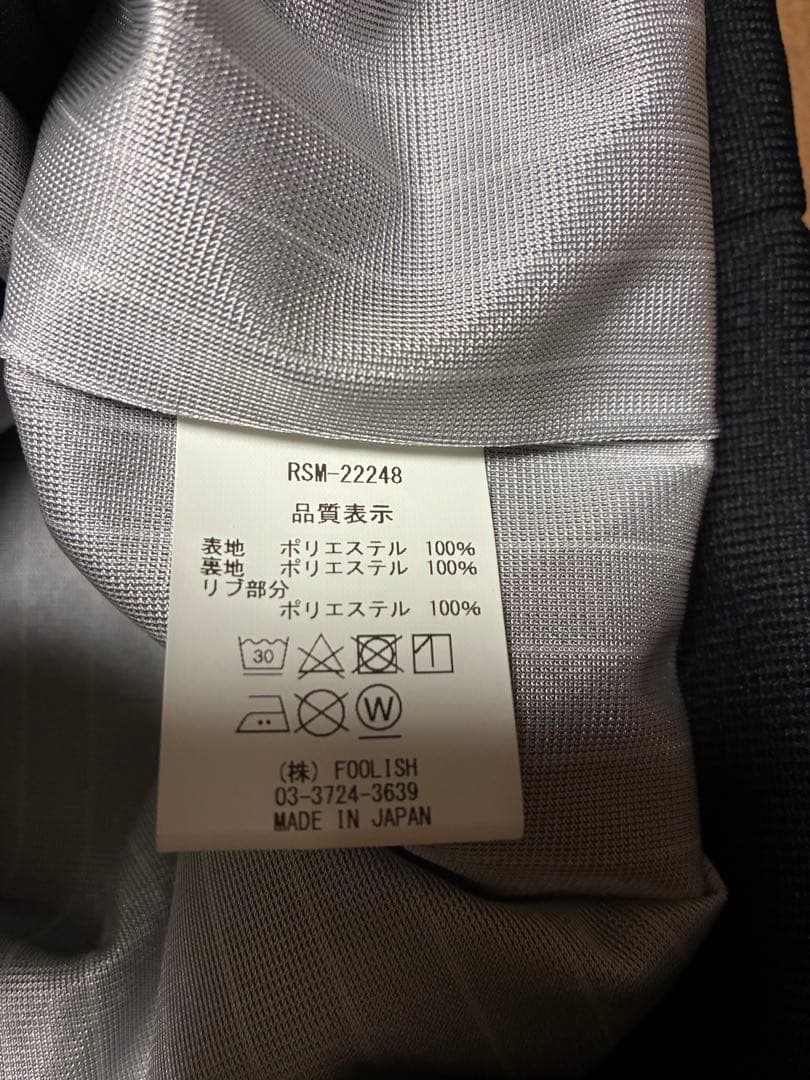 RSM-22248
品質表示
表地 ポリエステル 100%
裏地 ポリエステル 100%
リブ部分
ポリエステル 100%
30
W
(株) FOOLISH
03-3724-3639
MADE IN JAPAN